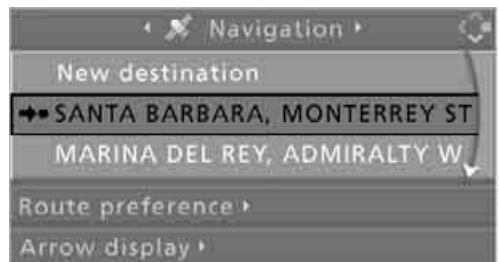 Navigation
New destination
SANTA BARBARA, MONTERREY ST
MARINA DEL REY, ADMIRALTY W
Route preference
Arrow display